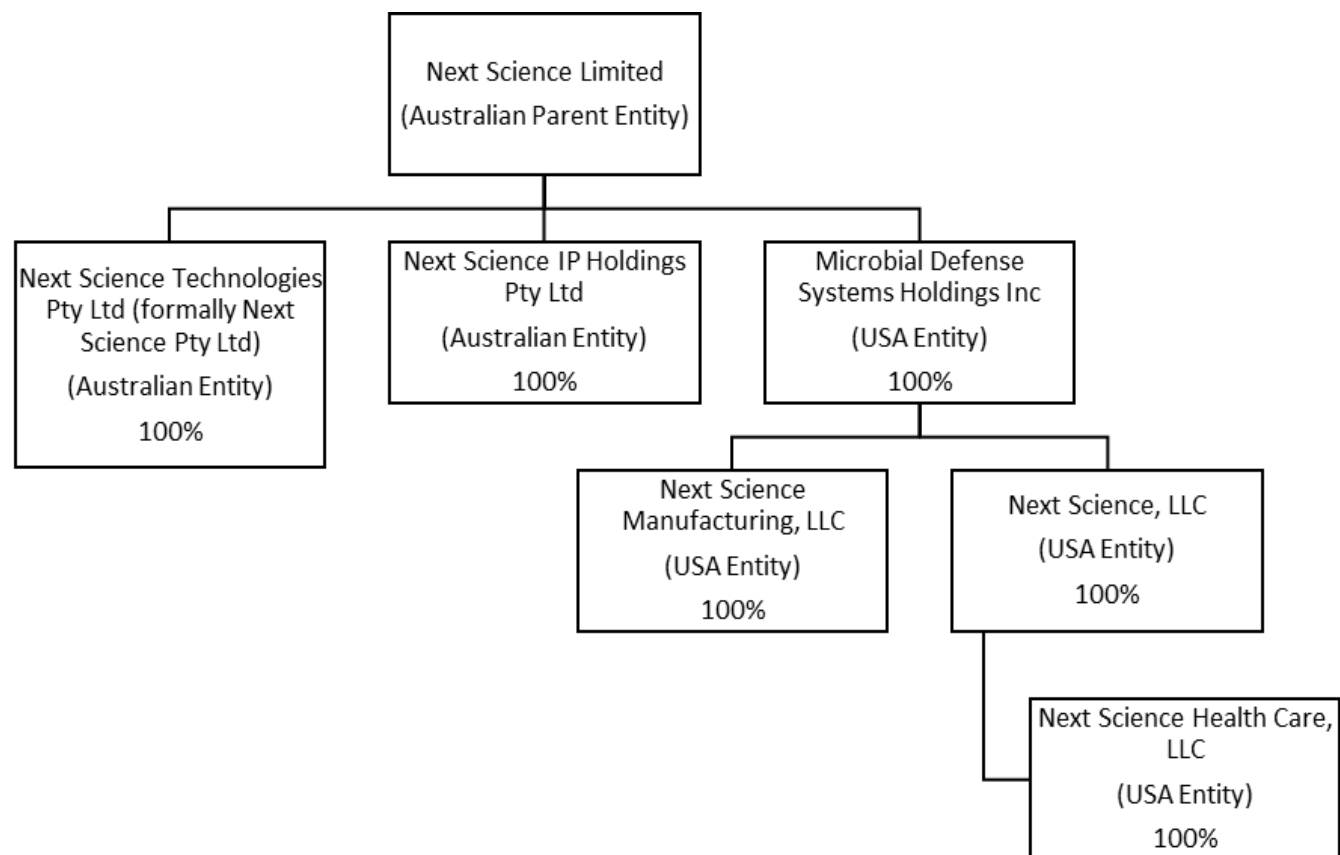 Next Science Limited
(Australian Parent Entity)
Next Science Technologies
Pty Ltd (formally Next
Science Pty Ltd)
(Australian Entity)
100%
Next Science IP Holdings
Pty Ltd
(Australian Entity)
100%
Microbial Defense
Systems Holdings Inc
(USA Entity)
100%
Next Science
Manufacturing, LLC
(USA Entity)
100%
Next Science, LLC
(USA Entity)
100%
Next Science Health Care,
LLC
(USA Entity)
100%